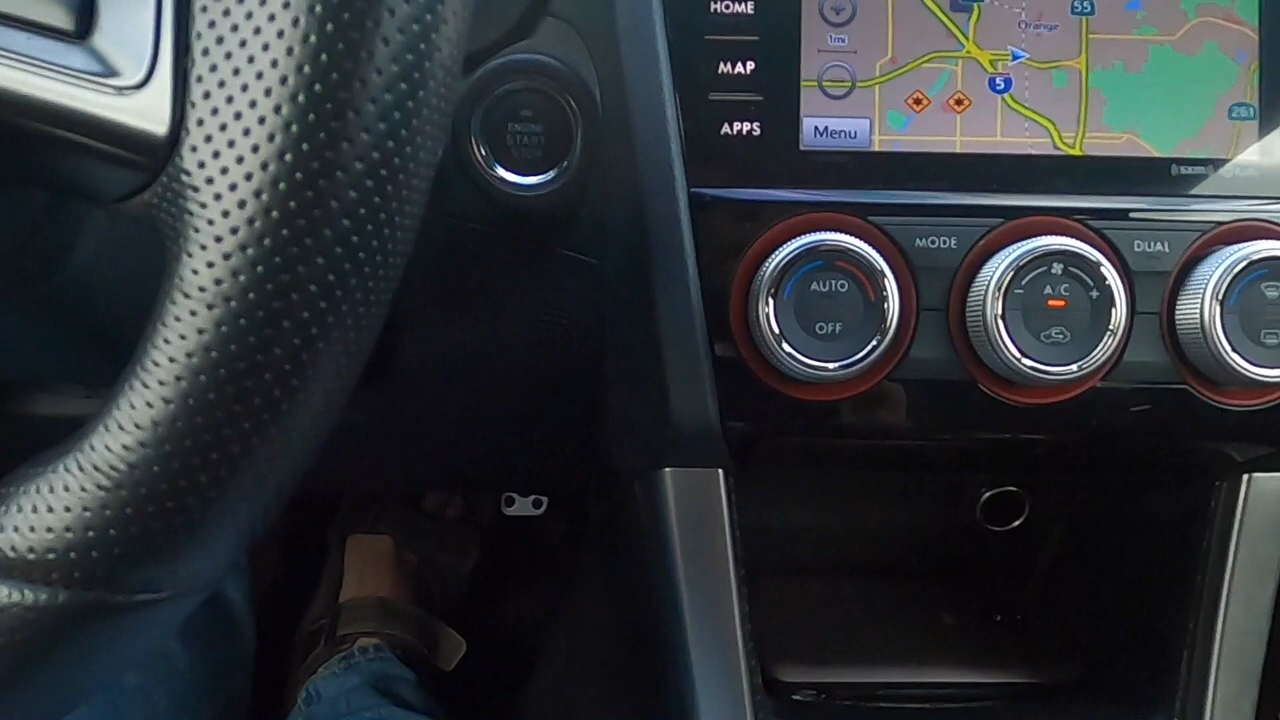 HOME
MAP
APPS
1mi
Orange
55
5
261
Menu
ENGINE
START
STOP
MODE
DUAL
AUTO
OFF
A/C
- +